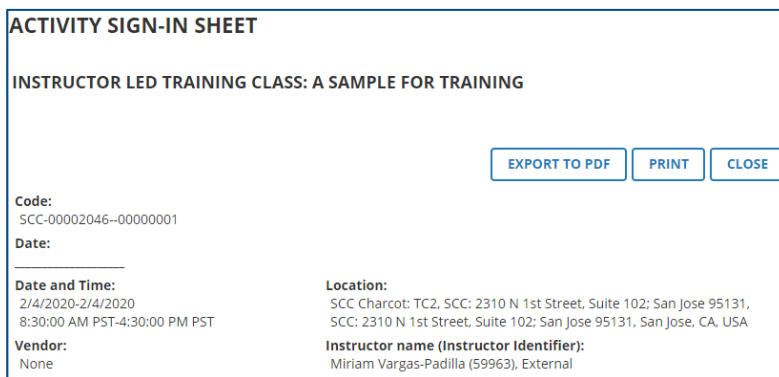 ACTIVITY SIGN-IN SHEET
INSTRUCTOR LED TRAINING CLASS: A SAMPLE FOR TRAINING
EXPORT TO PDF PRINT CLOSE
Code:
SCC-00002046--00000001
Date:
Date and Time:
2/4/2020-2/4/2020
8:30:00 AM PST-4:30:00 PM PST
Location:
SCC Charcot: TC2, SCC: 2310 N 1st Street, Suite 102; San Jose 95131,
SCC: 2310 N 1st Street, Suite 102; San Jose 95131, San Jose, CA, USA
Vendor:
None
Instructor name (Instructor Identifier):
Miriam Vargas-Padilla (59963), External